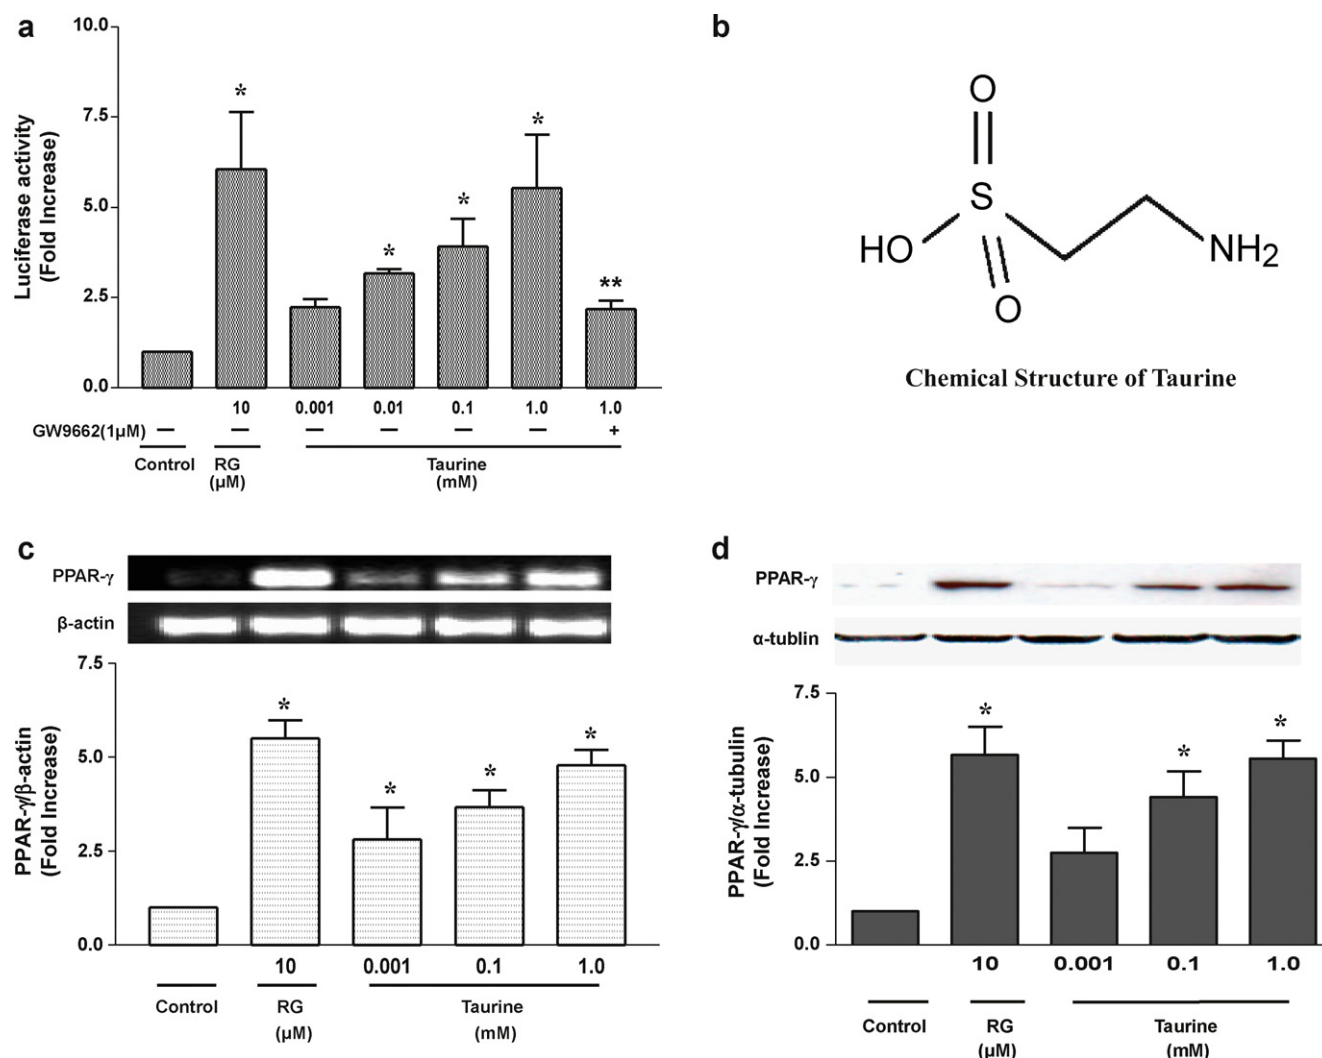 a
10.0
7.5
5.0
2.5
0.0
Luciferase activity
(Fold Increase)
*
*
*
*
**
10 0.001 0.01 0.1 1.0 1.0
GW9662(1µM) — — — — — — +
Control RG Taurine
(µM) (mM)
b
O
S
HO
O
NH2
Chemical Structure of Taurine
c
PPAR-γ
β-actin
7.5
5.0
2.5
0.0
PPAR-γ/β-actin
(Fold Increase)
*
*
*
*
10 0.001 0.1 1.0
Control RG Taurine
(µM) (mM)
d
PPAR-γ
α-tublin
7.5
5.0
2.5
0.0
PPAR-γ/α-tubulin
(Fold Increase)
*
*
*
10 0.001 0.1 1.0
Control RG Taurine
(µM) (mM)